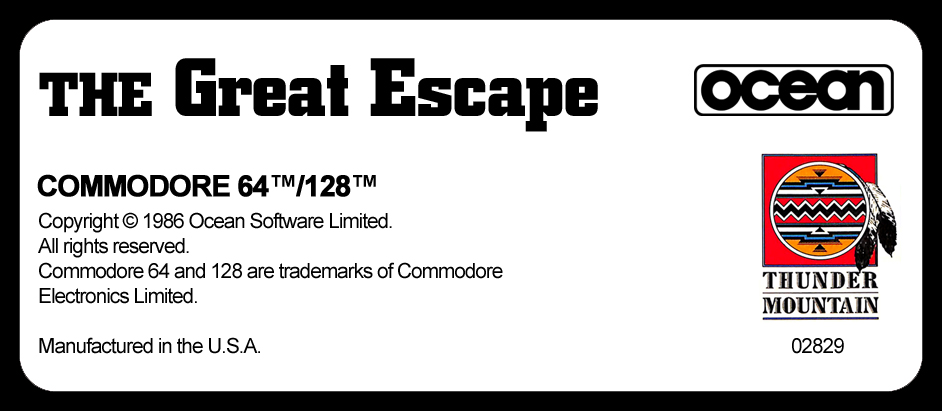 THE Great Escape
ocean
COMMODORE 64™/128™
Copyright © 1986 Ocean Software Limited.
All rights reserved.
Commodore 64 and 128 are trademarks of Commodore
Electronics Limited.
Manufactured in the U.S.A.
THUNDER
MOUNTAIN
02829